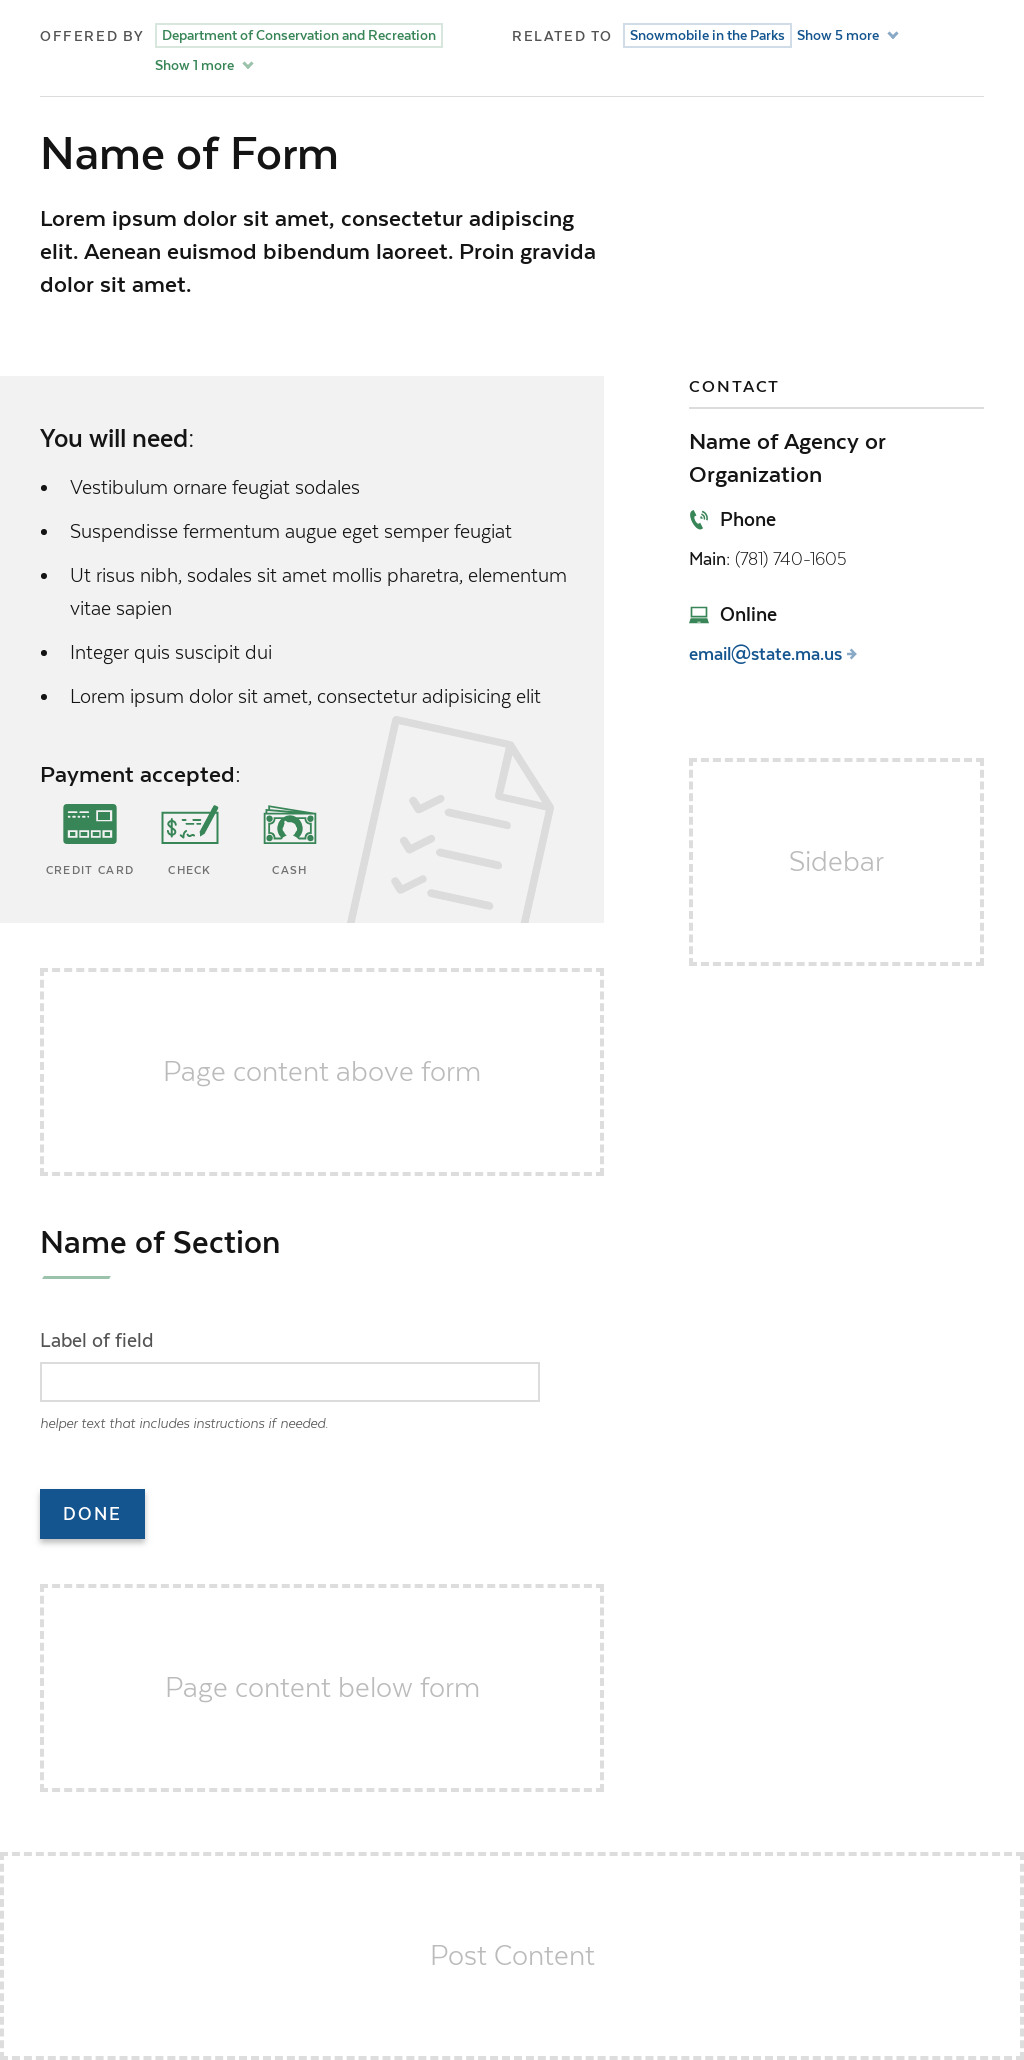 OFFERED BY Department of Conservation and Recreation
Show 1 more
RELATED TO Snowmobile in the Parks Show 5 more
Name of Form
Lorem ipsum dolor sit amet, consectetur adipiscing
elit. Aenean euismod bibendum laoreet. Proin gravida
dolor sit amet.
You will need:
Vestibulum ornare feugiat sodales
Suspendisse fermentum augue eget semper feugiat
Ut risus nibh, sodales sit amet mollis pharetra, elementum
vitae sapien
Integer quis suscipit dui
Lorem ipsum dolor sit amet, consectetur adipisicing elit
Payment accepted:
CREDIT CARD
CHECK
CASH
CONTACT
Name of Agency or
Organization
Phone
Main: (781) 740-1605
Online
email@state.ma.us
Sidebar
Page content above form
Name of Section
Label of field
helper text that includes instructions if needed.
DONE
Page content below form
Post Content